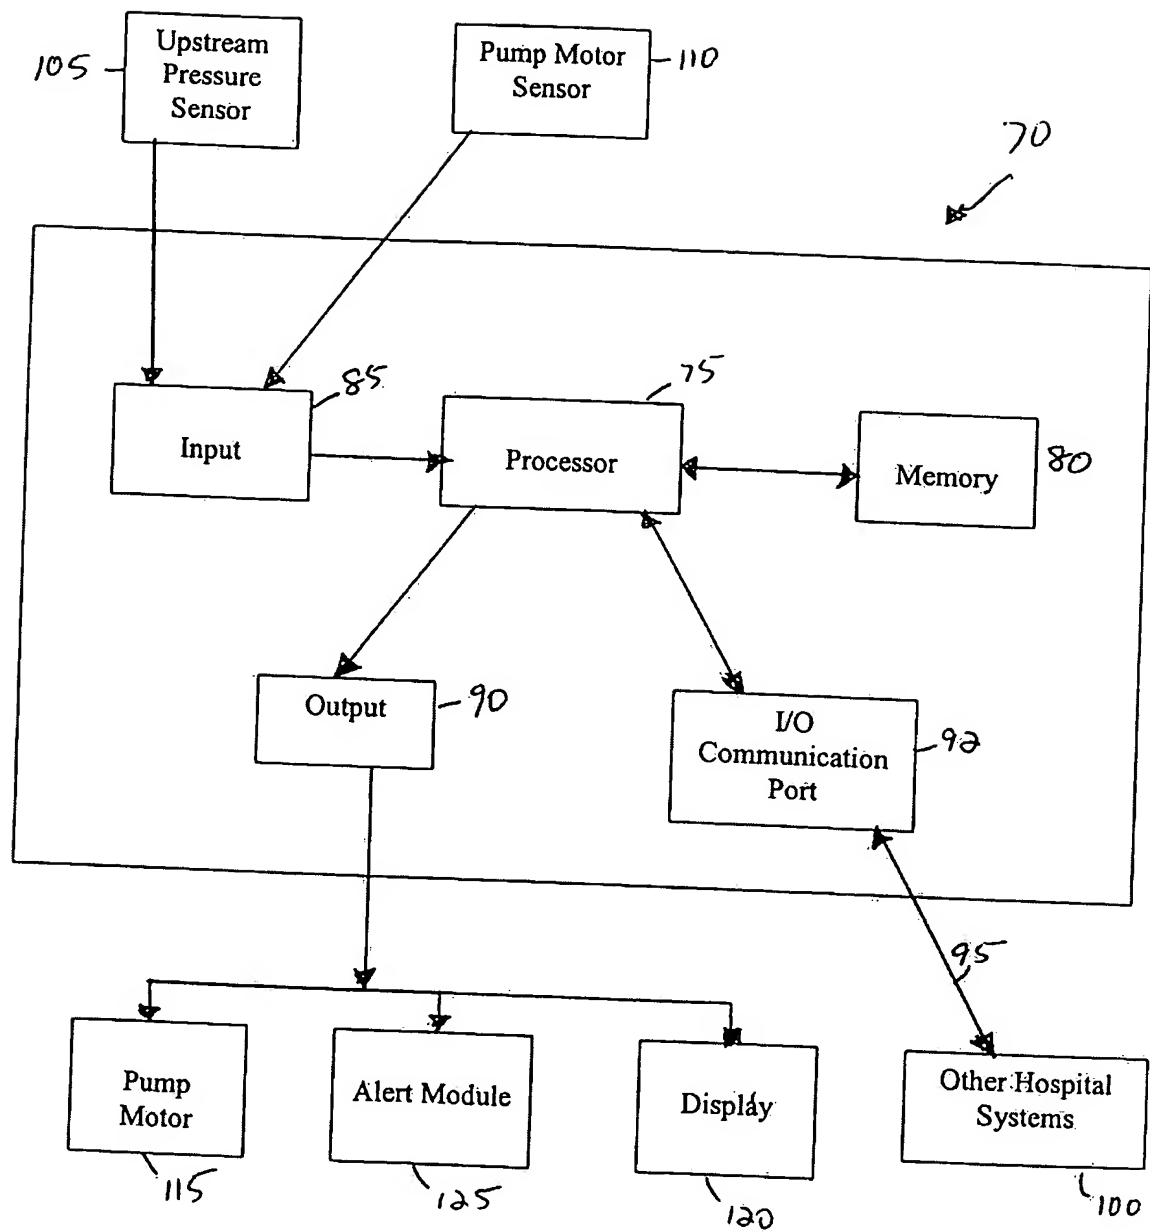 Upstream
Pressure
Sensor
105
Pump Motor
Sensor
110
70
Input
85
Processor
75
Memory
80
Output
90
I/O
Communication
Port
92
95
Pump
Motor
115
Alert Module
125
Display
120
Other Hospital
Systems
100